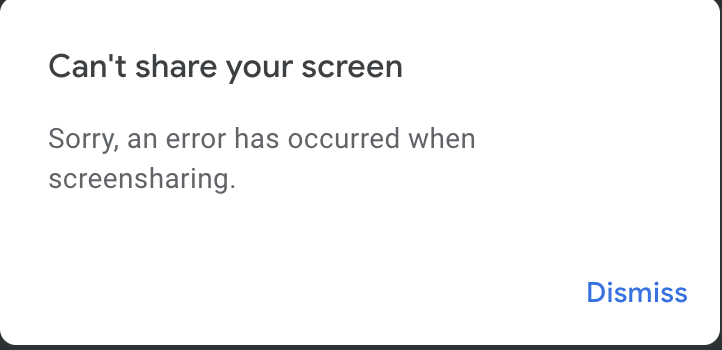 Can't share your screen
Sorry, an error has occurred when
screensharing.
Dismiss